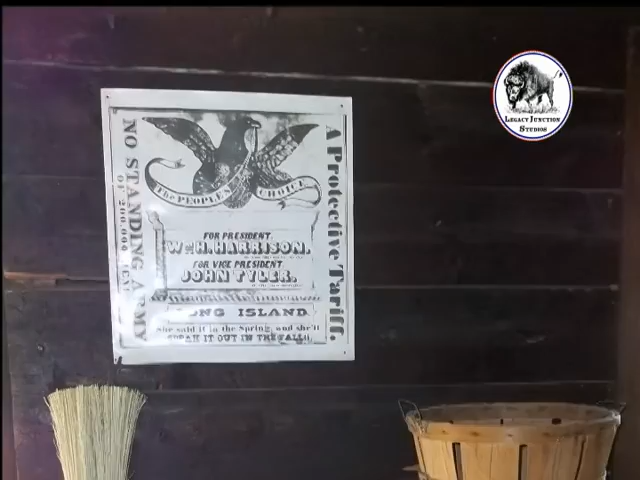 LEGACY JUNCTION
STUDIOS
NO STANDING ARMY
OF 200,000 MEN
A Protective Tariff.
The PEOPLE'S CHOICE
FOR PRESIDENT,
WM H. HARRISON.
FOR VICE PRESIDENT
JOHN TYLER.
LONG ISLAND
She said it in the Spring, and she'll
SPEAK IT OUT IN THE FALL!